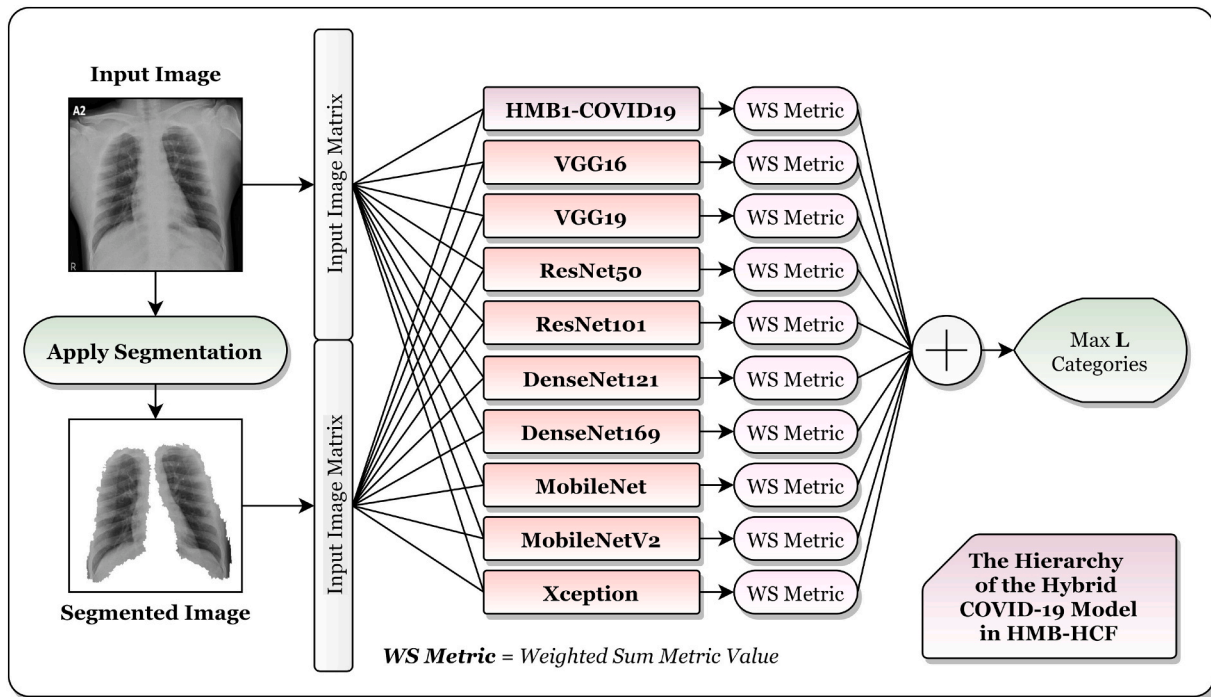 Input Image
A2
R
Apply Segmentation
Segmented Image
Input Image Matrix
Input Image Matrix
HMB1-COVID19
WS Metric
VGG16
WS Metric
VGG19
WS Metric
ResNet50
WS Metric
ResNet101
WS Metric
DenseNet121
WS Metric
DenseNet169
WS Metric
MobileNet
WS Metric
MobileNetV2
WS Metric
Xception
WS Metric
WS Metric = Weighted Sum Metric Value
Max L
Categories
The Hierarchy
of the Hybrid
COVID-19 Model
in HMB-HCF